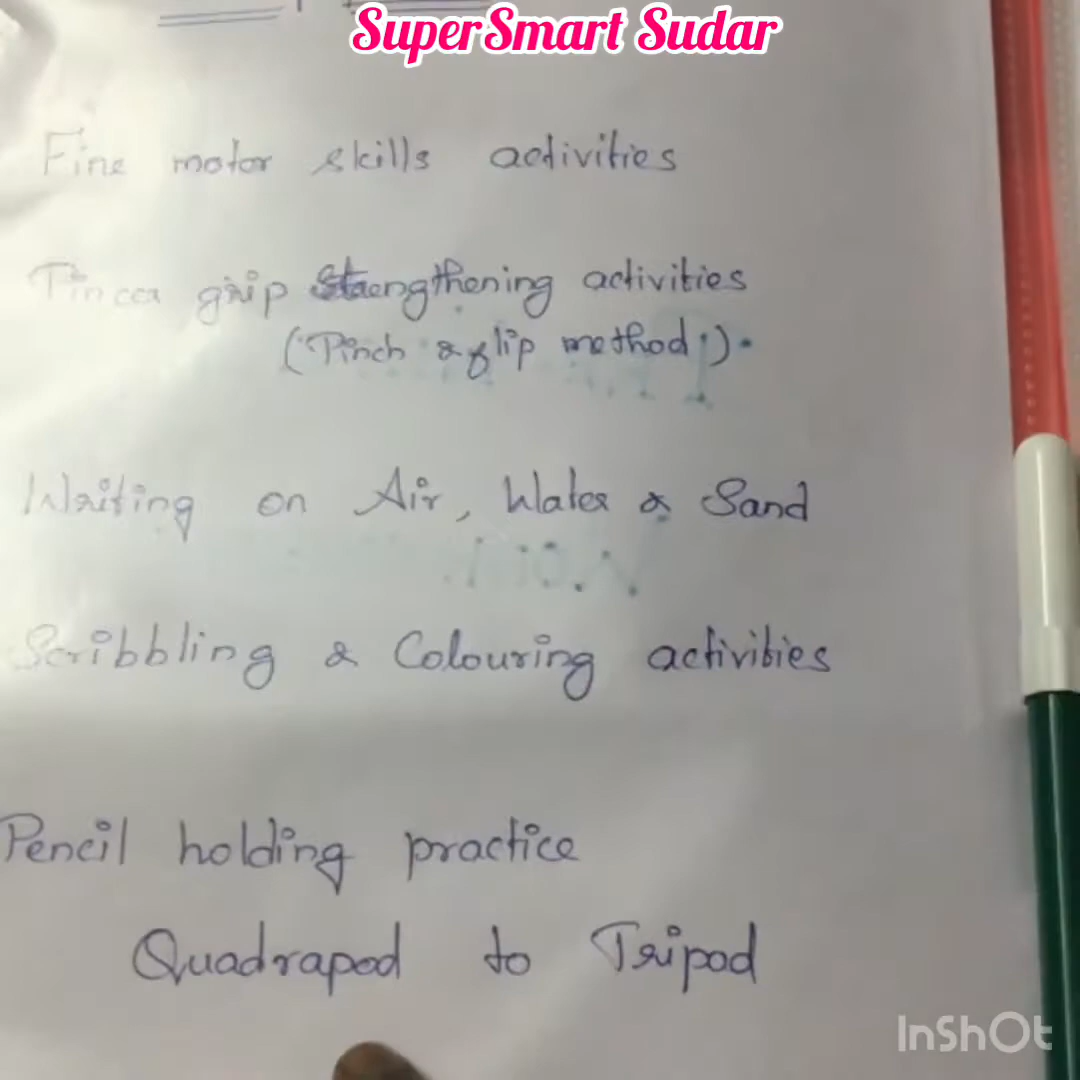 SuperSmart Sudar
Fine motor skills activities
Pincer grip Strengthening activities
(Pinch & flip method)
Writing on Air, Water & Sand
Scribbling & Colouring activities
Pencil holding practice
Quadrapod to Tripod
InShOt